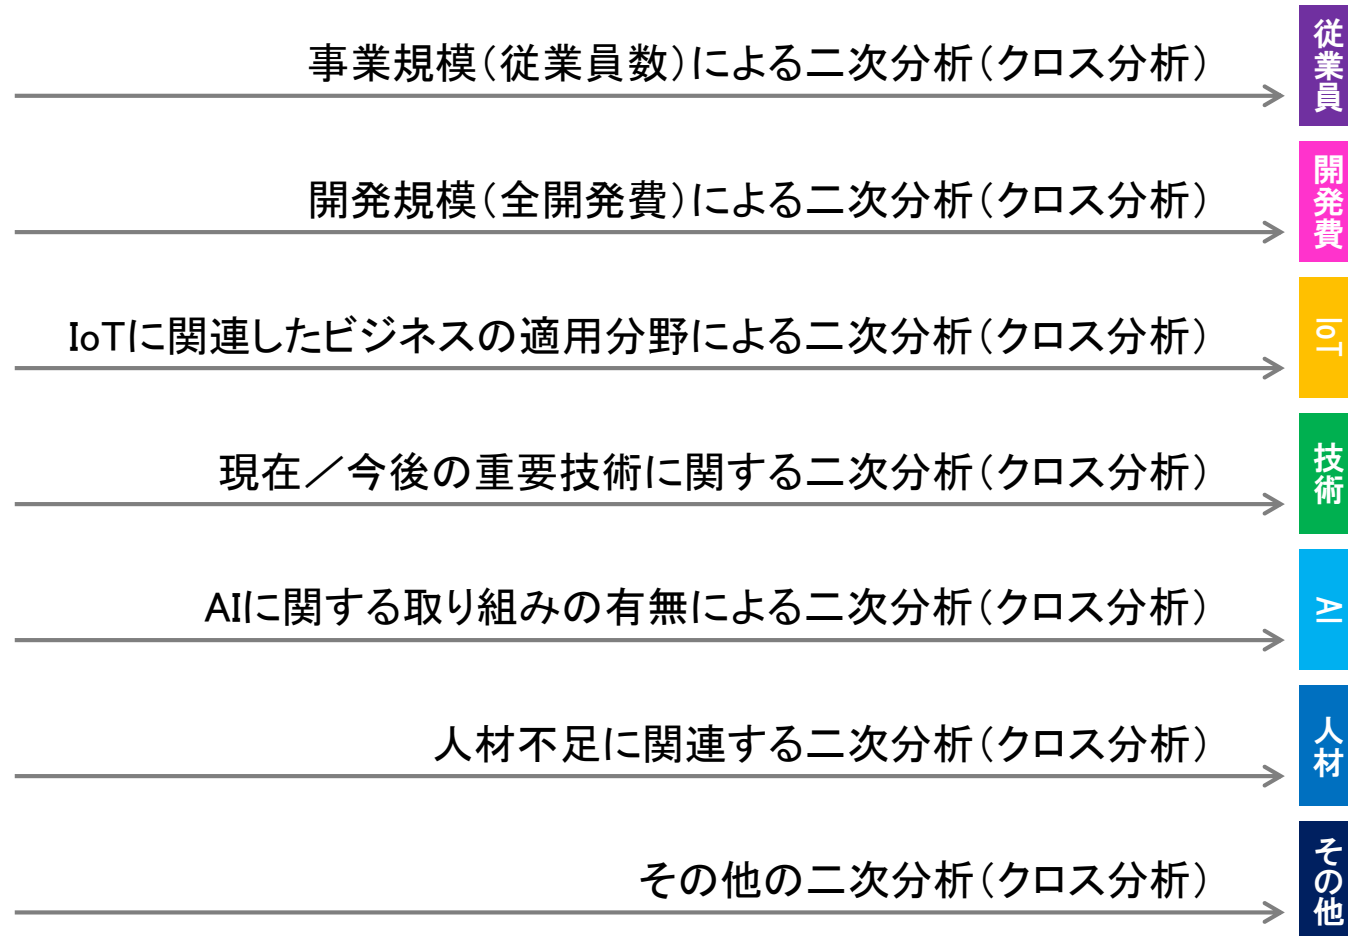 事業規模（従業員数）による二次分析（クロス分析）
従業員
開発規模（全開発費）による二次分析（クロス分析）
開発費
IoTに関連したビジネスの適用分野による二次分析（クロス分析）
IoT
現在／今後の重要技術に関する二次分析（クロス分析）
技術
AIに関する取り組みの有無による二次分析（クロス分析）
AI
人材不足に関連する二次分析（クロス分析）
人材
その他の二次分析（クロス分析）
その他